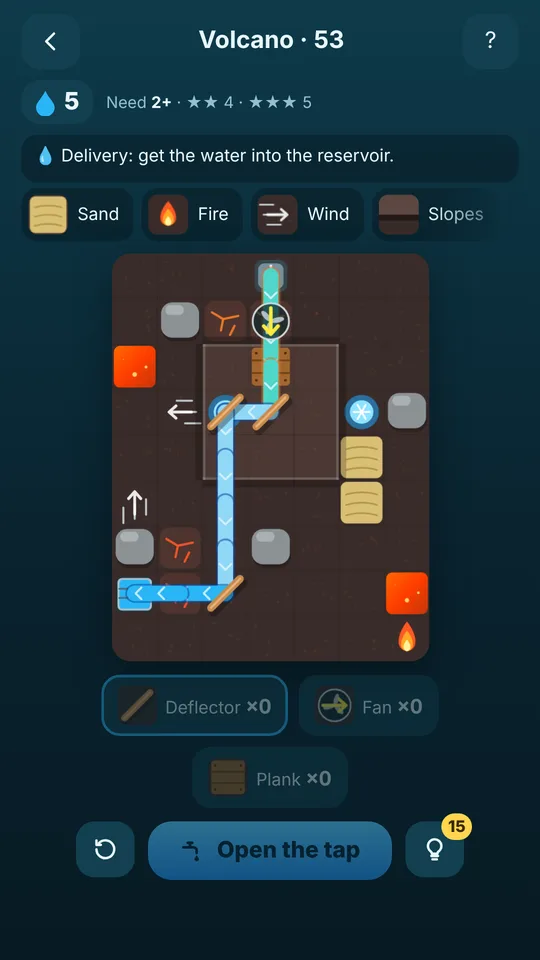 Volcano · 53
?
5
Need 2+ · ★★ 4 · ★★★ 5
Delivery: get the water into the reservoir.
Sand
Fire
Wind
Slopes
Deflector ×0
Fan ×0
Plank ×0
15
Open the tap